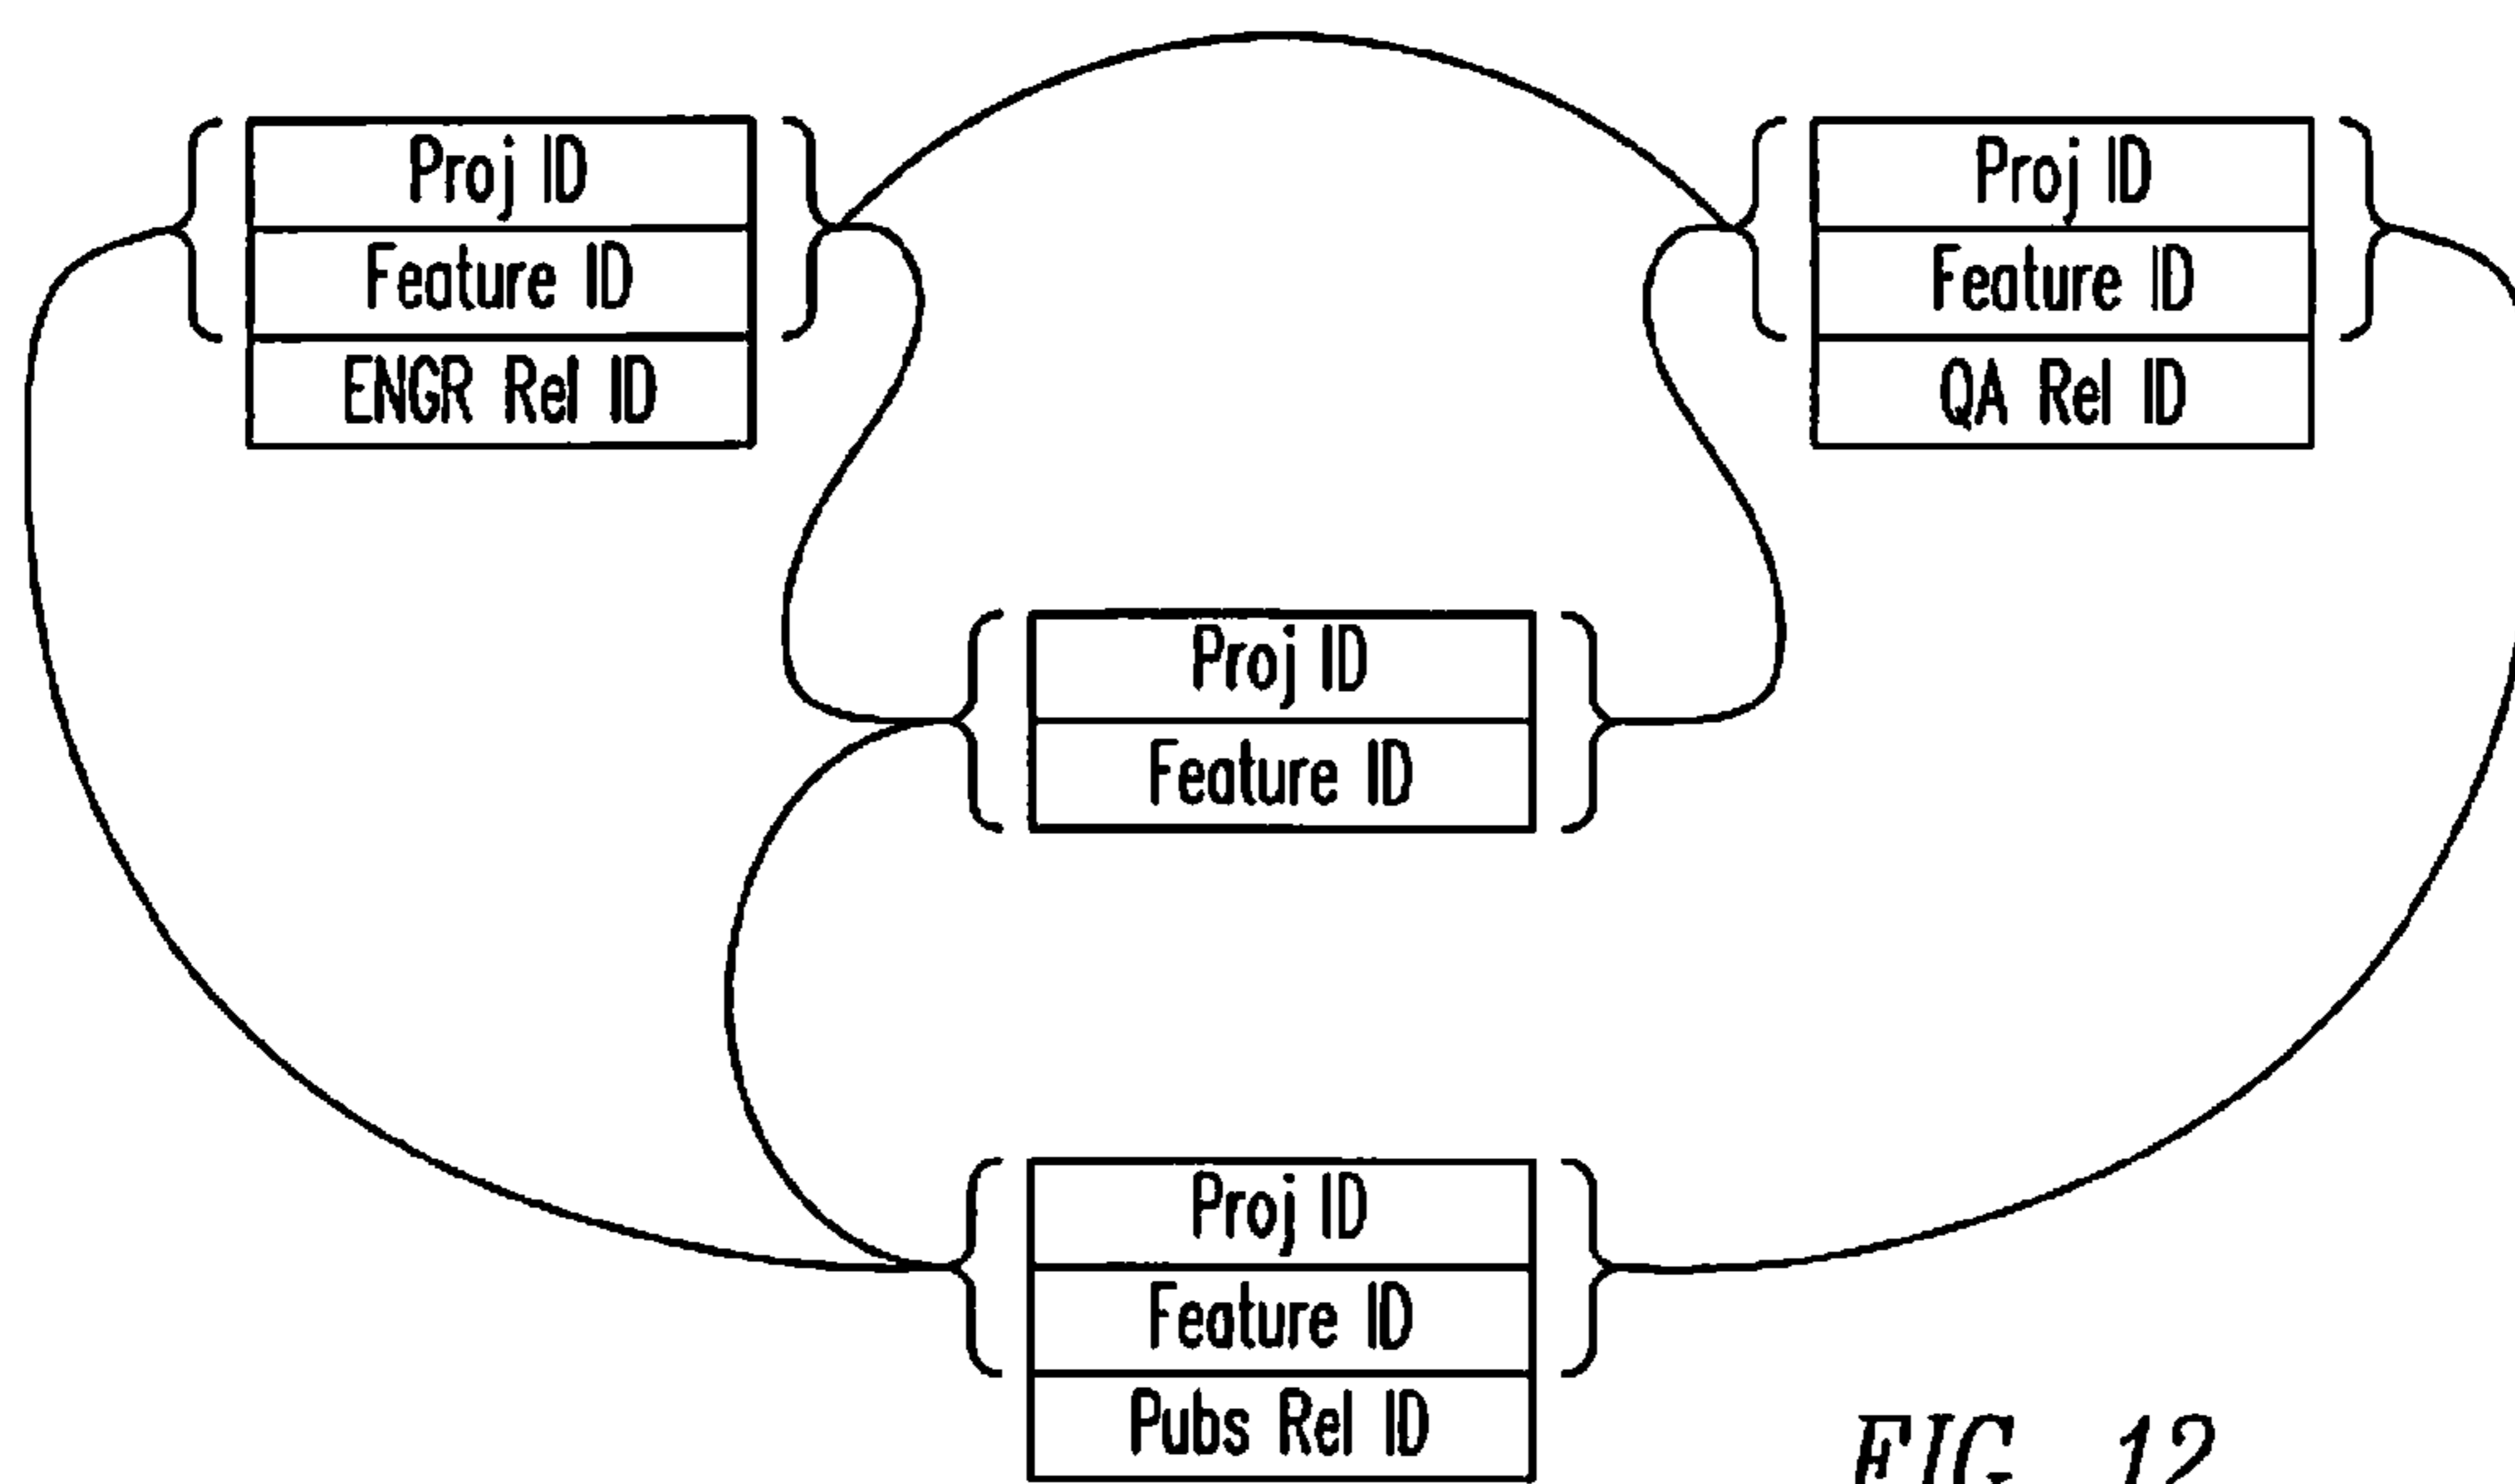 Proj ID
Feature ID
ENGR Rel ID
Proj ID
Feature ID
QA Rel ID
Proj ID
Feature ID
Proj ID
Feature ID
Pubs Rel ID
FIG. 12